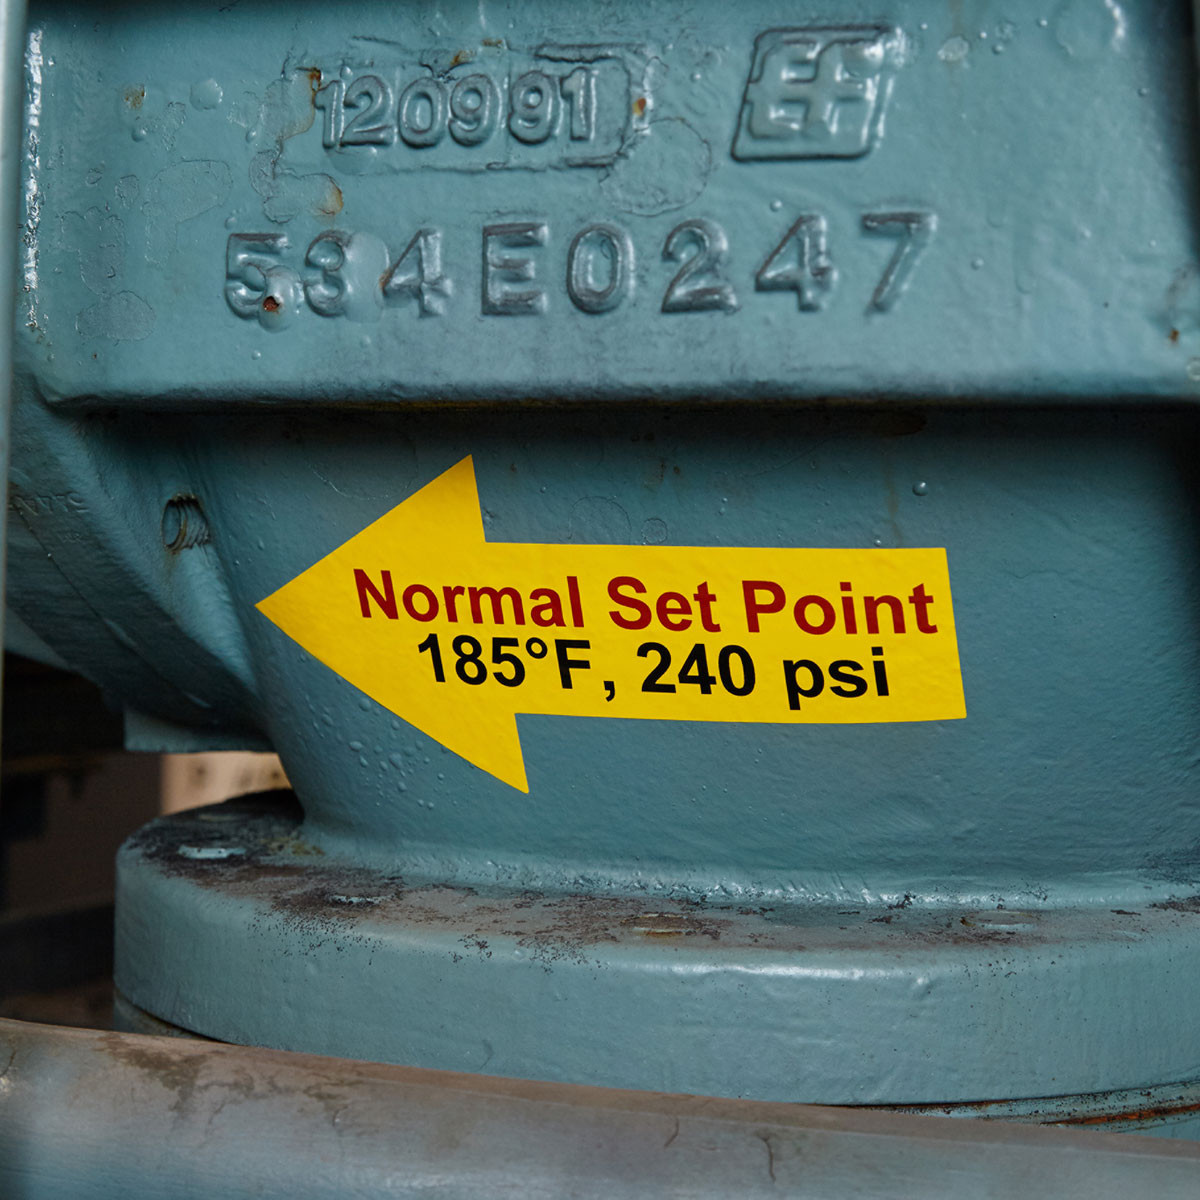 120991
534E0247
Normal Set Point
185°F, 240 psi